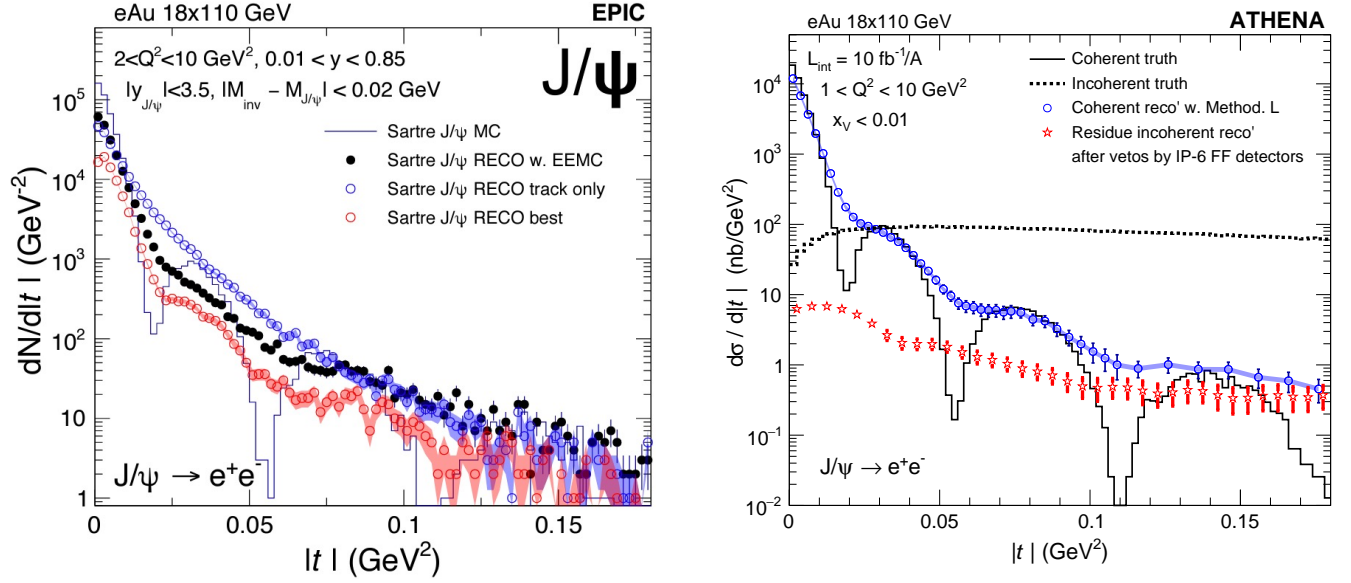 eAu 18x110 GeV
EPIC
2<Q²<10 GeV², 0.01 < y < 0.85
|y_J/ψ|<3.5, |M_inv − M_J/ψ| < 0.02 GeV
J/ψ
Sartre J/ψ MC
Sartre J/ψ RECO w. EEMC
Sartre J/ψ RECO track only
Sartre J/ψ RECO best
J/ψ → e⁺e⁻
dN/d|t| (GeV⁻²)
10⁵
10⁴
10³
10²
10
1
0
0.05
0.1
0.15
|t| (GeV²)
eAu 18x110 GeV
ATHENA
L_int = 10 fb⁻¹/A
1 < Q² < 10 GeV²
x_V < 0.01
Coherent truth
Incoherent truth
Coherent reco' w. Method. L
Residue incoherent reco'
after vetos by IP-6 FF detectors
J/ψ → e⁺e⁻
dσ/d|t| (nb/GeV²)
10⁴
10³
10²
10
1
10⁻¹
10⁻²
0
0.05
0.1
0.15
|t| (GeV²)